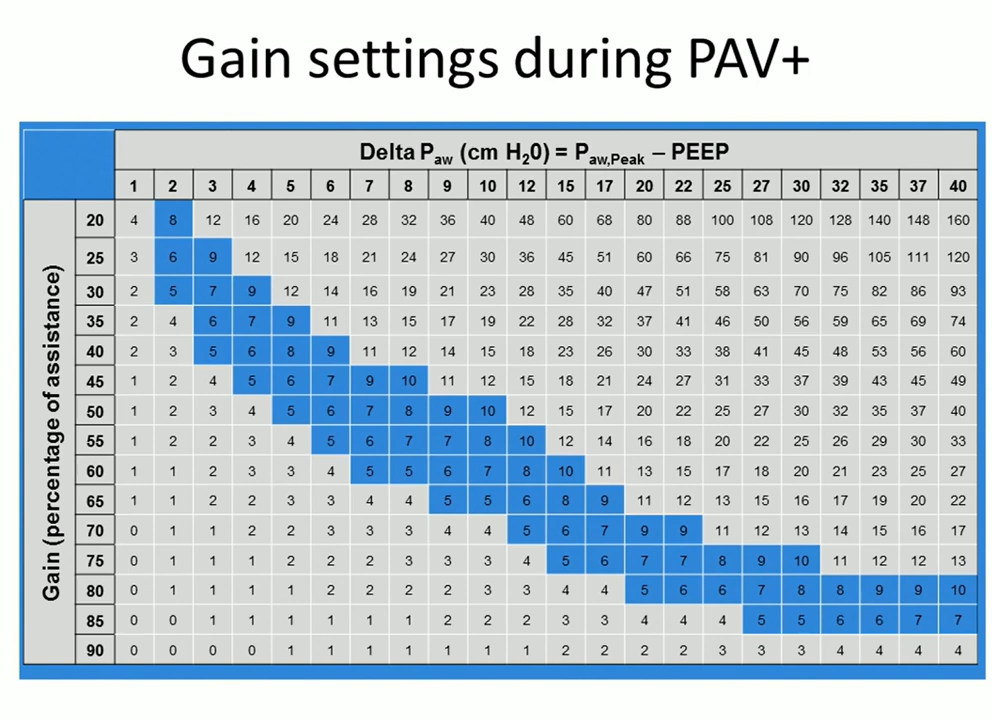 Gain settings during PAV+
Delta Paw (cm H20) = Paw,Peak – PEEP
1 2 3 4 5 6 7 8 9 10 12 15 17 20 22 25 27 30 32 35 37 40
Gain (percentage of assistance)
20 4 8 12 16 20 24 28 32 36 40 48 60 68 80 88 100 108 120 128 140 148 160
25 3 6 9 12 15 18 21 24 27 30 36 45 51 60 66 75 81 90 96 105 111 120
30 2 5 7 9 12 14 16 19 21 23 28 35 40 47 51 58 63 70 75 82 86 93
35 2 4 6 7 9 11 13 15 17 19 22 28 32 37 41 46 50 56 59 65 69 74
40 2 3 5 6 8 9 11 12 14 15 18 23 26 30 33 38 41 45 48 53 56 60
45 1 2 4 5 6 7 9 10 11 12 15 18 21 24 27 31 33 37 39 43 45 49
50 1 2 3 4 5 6 7 8 9 10 12 15 17 20 22 25 27 30 32 35 37 40
55 1 2 2 3 4 5 6 7 7 8 10 12 14 16 18 20 22 25 26 29 30 33
60 1 1 2 3 3 4 5 5 6 7 8 10 11 13 15 17 18 20 21 23 25 27
65 1 1 2 2 3 3 4 4 5 5 6 8 9 11 12 13 15 16 17 19 20 22
70 0 1 1 2 2 3 3 3 4 4 5 6 7 9 9 11 12 13 14 15 16 17
75 0 1 1 1 2 2 2 3 3 3 4 5 6 7 7 8 9 10 11 12 12 13
80 0 1 1 1 1 2 2 2 2 3 3 4 4 5 6 6 7 8 8 9 9 10
85 0 0 1 1 1 1 1 1 2 2 2 3 3 4 4 4 5 5 6 6 7 7
90 0 0 0 0 1 1 1 1 1 1 1 2 2 2 2 3 3 3 4 4 4 4